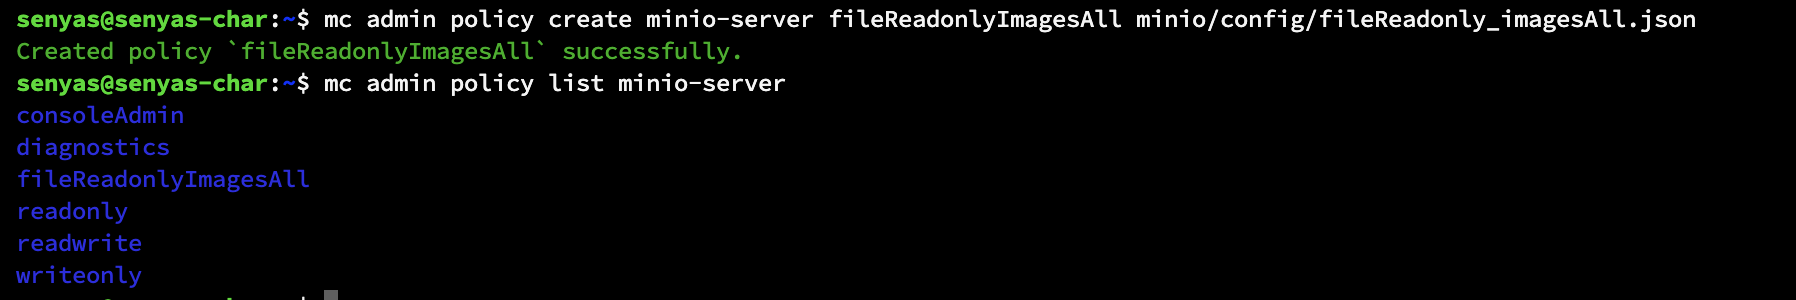 senyas@senyas-char:~$ mc admin policy create minio-server fileReadonlyImagesAll minio/config/fileReadonly_imagesAll.json
Created policy `fileReadonlyImagesAll` successfully.
senyas@senyas-char:~$ mc admin policy list minio-server
consoleAdmin
diagnostics
fileReadonlyImagesAll
readonly
readwrite
writeonly